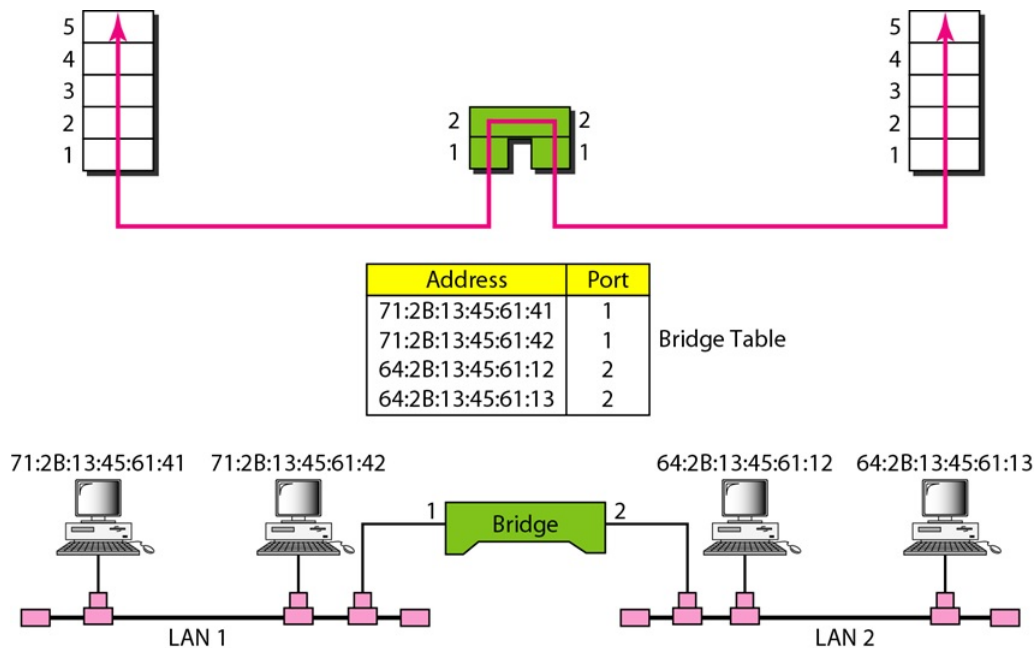 5
4
3
2
1
2
1
2
1
5
4
3
2
1
Address Port
71:2B:13:45:61:41 1
71:2B:13:45:61:42 1
64:2B:13:45:61:12 2
64:2B:13:45:61:13 2
Bridge Table
71:2B:13:45:61:41 71:2B:13:45:61:42 64:2B:13:45:61:12 64:2B:13:45:61:13
1 Bridge 2
LAN 1 LAN 2